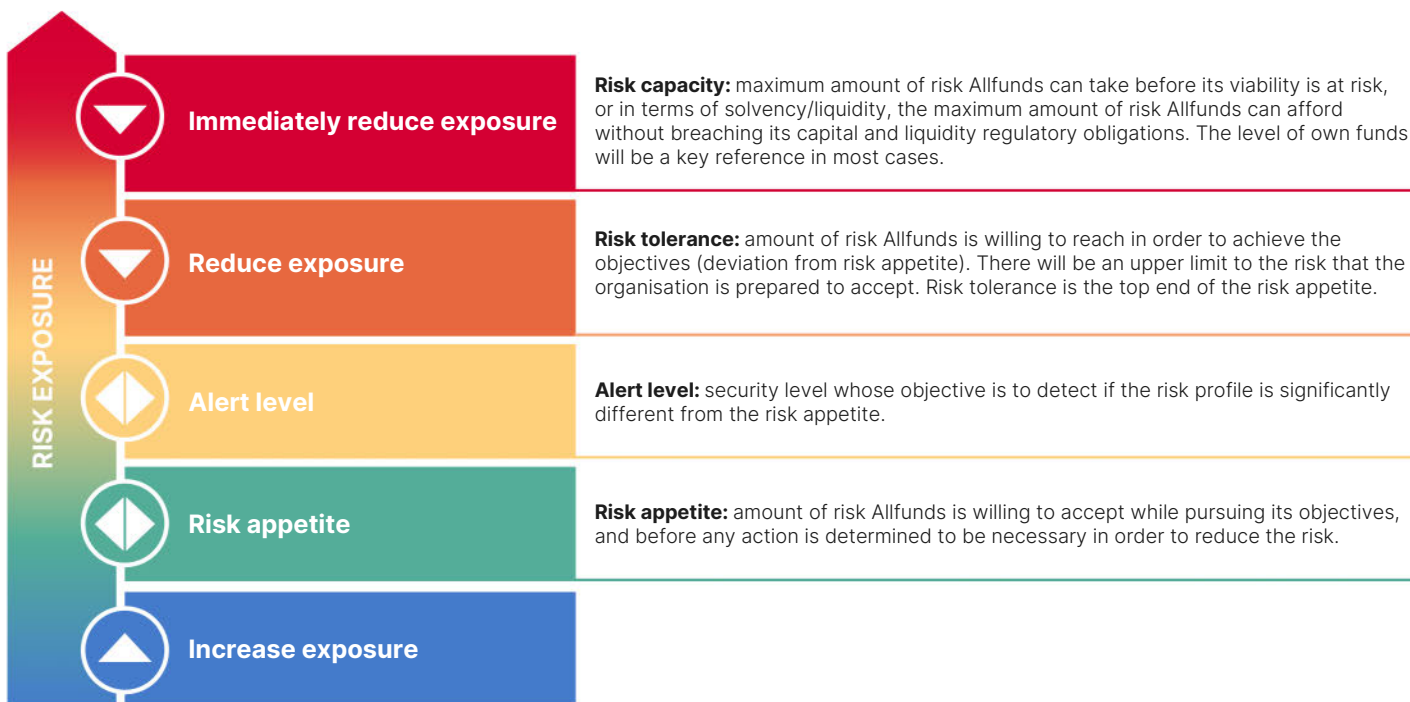 RISK EXPOSURE
Immediately reduce exposure
Risk capacity: maximum amount of risk Allfunds can take before its viability is at risk,
or in terms of solvency/liquidity, the maximum amount of risk Allfunds can afford
without breaching its capital and liquidity regulatory obligations. The level of own funds
will be a key reference in most cases.
Reduce exposure
Risk tolerance: amount of risk Allfunds is willing to reach in order to achieve the
objectives (deviation from risk appetite). There will be an upper limit to the risk that the
organisation is prepared to accept. Risk tolerance is the top end of the risk appetite.
Alert level
Alert level: security level whose objective is to detect if the risk profile is significantly
different from the risk appetite.
Risk appetite
Risk appetite: amount of risk Allfunds is willing to accept while pursuing its objectives,
and before any action is determined to be necessary in order to reduce the risk.
Increase exposure